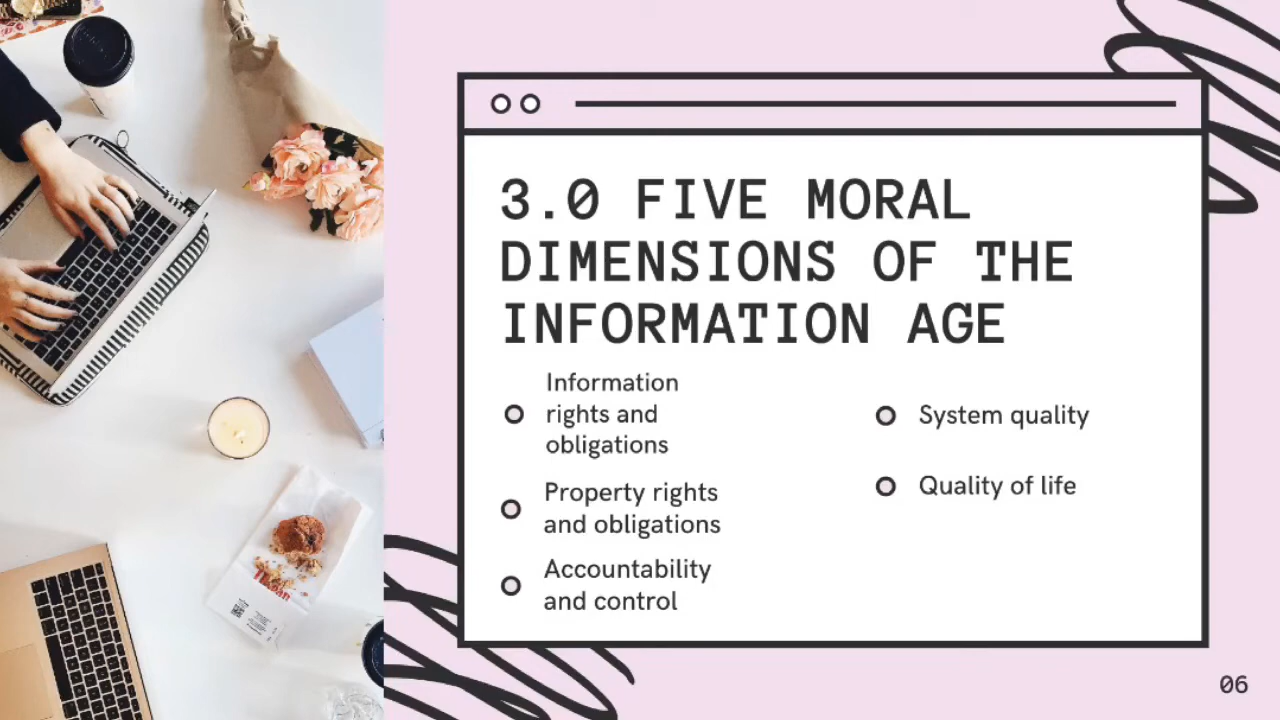 3.0 FIVE MORAL
DIMENSIONS OF THE
INFORMATION AGE
Information
rights and
obligations
Property rights
and obligations
Accountability
and control
System quality
Quality of life
06